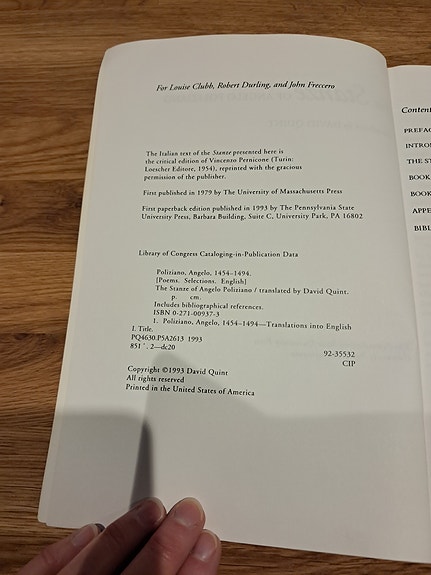 For Louise Clubb, Robert Durling, and John Freccero
The Italian text of the Stanze presented here is
the critical edition of Vincenzo Pernicone (Turin:
Loescher Editore, 1954), reprinted with the gracious
permission of the publisher.
First published in 1979 by The University of Massachusetts Press
First paperback edition published in 1993 by The Pennsylvania State
University Press, Barbara Building, Suite C, University Park, PA 16802
Library of Congress Cataloging-in-Publication Data
Poliziano, Angelo, 1454–1494.
[Poems. Selections. English]
The Stanze of Angelo Poliziano / translated by David Quint.
p. cm.
Includes bibliographical references.
ISBN 0-271-00937-3
1. Poliziano, Angelo, 1454–1494—Translations into English
I. Title.
PQ4630.P5A2613 1993
851´.2—dc20
92-35532
CIP
Copyright ©1993 David Quint
All rights reserved
Printed in the United States of America
Content
PREFAC
INTRO
THE ST
BOOK
BOOK
APPE
BIBL